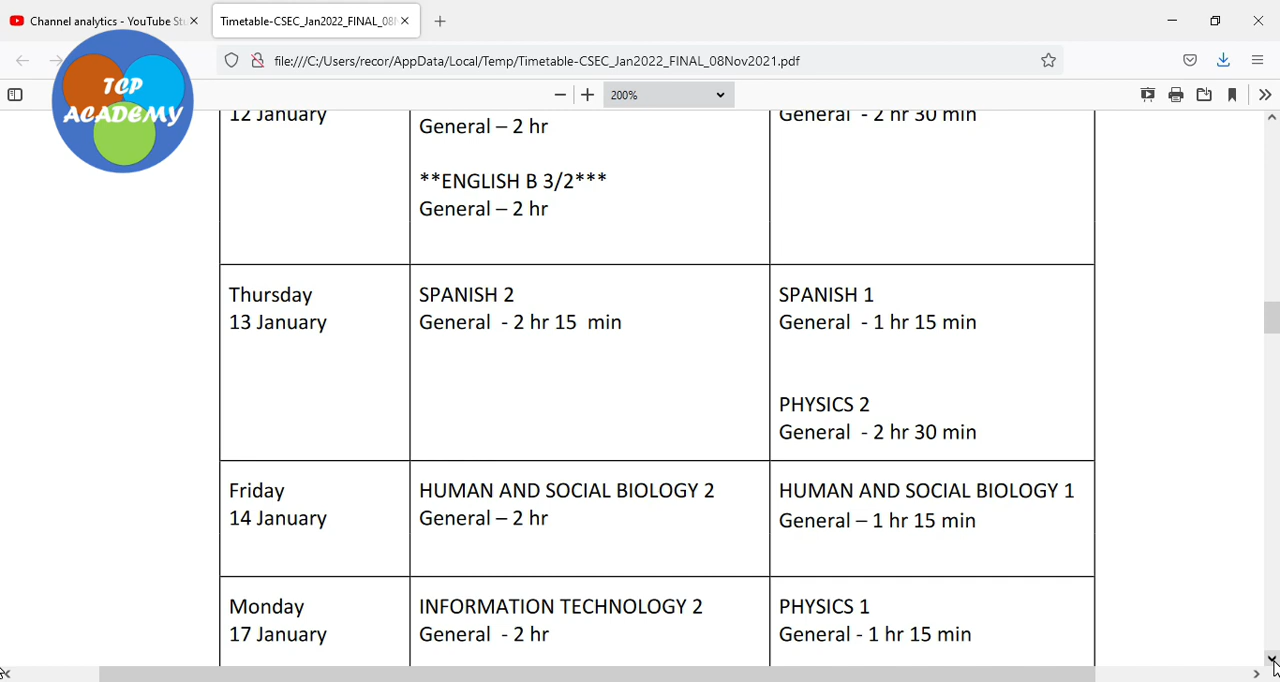 Channel analytics - YouTube St
Timetable-CSEC_Jan2022_FINAL_08
file:///C:/Users/recor/AppData/Local/Temp/Timetable-CSEC_Jan2022_FINAL_08Nov2021.pdf
TCP
ACADEMY
200%
12 January
General – 2 hr
General - 2 hr 30 min
**ENGLISH B 3/2***
General – 2 hr
Thursday
13 January
SPANISH 2
General - 2 hr 15 min
SPANISH 1
General - 1 hr 15 min
PHYSICS 2
General - 2 hr 30 min
Friday
14 January
HUMAN AND SOCIAL BIOLOGY 2
General – 2 hr
HUMAN AND SOCIAL BIOLOGY 1
General – 1 hr 15 min
Monday
17 January
INFORMATION TECHNOLOGY 2
General - 2 hr
PHYSICS 1
General - 1 hr 15 min